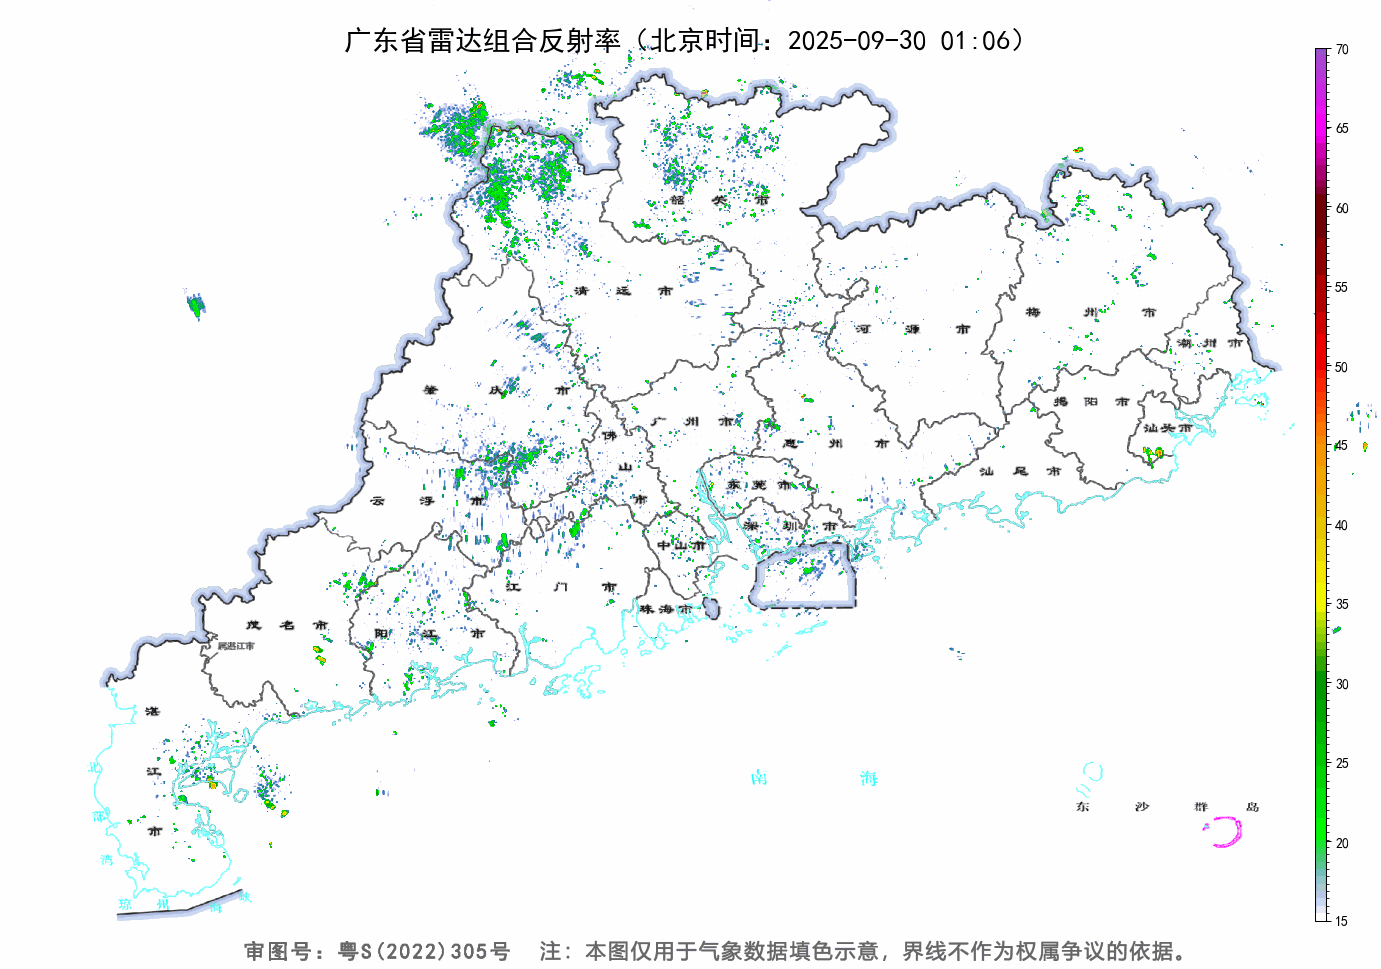 广东省雷达组合反射率（北京时间：2025-09-30 01:06）
70
65
60
55
50
45
40
35
30
25
20
15
韶关市
清远市
河源市
梅州市
潮州市
肇庆市
广州市
佛山市
惠州市
揭阳市
汕头市
汕尾市
云浮市
东莞市
深圳市
中山市
江门市
珠海市
茂名市
阳江市
属湛江市
湛江市
北部湾
琼州海峡
南海
东沙群岛
审图号：粤S(2022)305号 注：本图仅用于气象数据填色示意，界线不作为权属争议的依据。